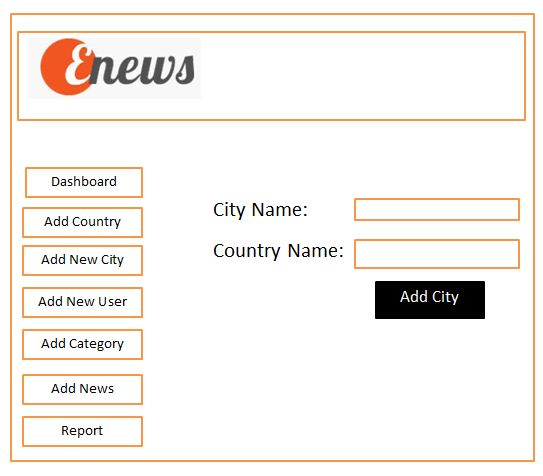 Enews
Dashboard
Add Country
Add New City
Add New User
Add Category
Add News
Report
City Name:
Country Name:
Add City